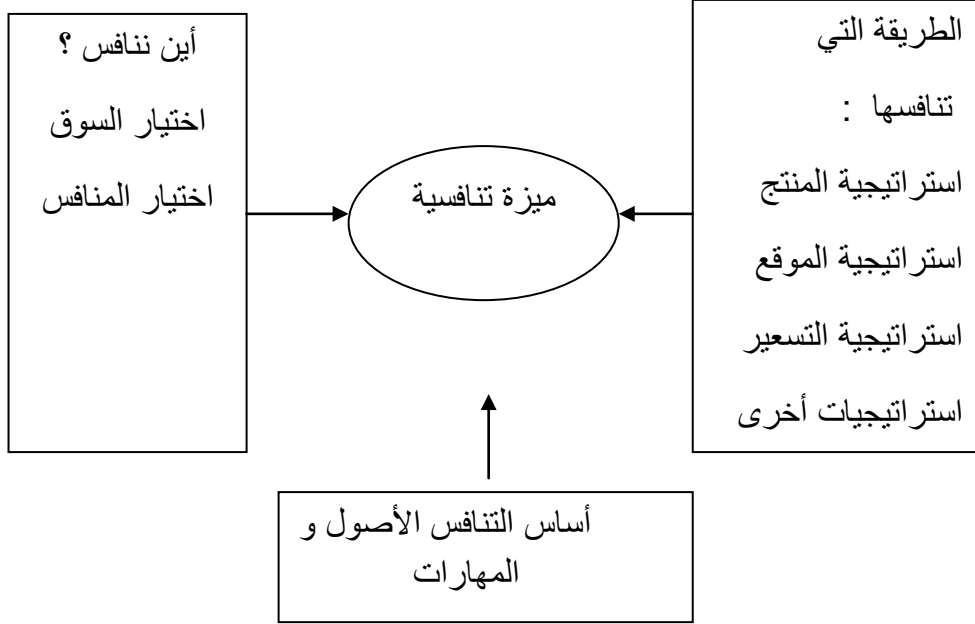 الطريقة التي
تنافسها :
استراتيجية المنتج
استراتيجية الموقع
استراتيجية التسعير
استراتيجيات أخرى
ميزة تنافسية
أين ننافس ؟
اختيار السوق
اختيار المنافس
أساس التنافس الأصول و
المهارات